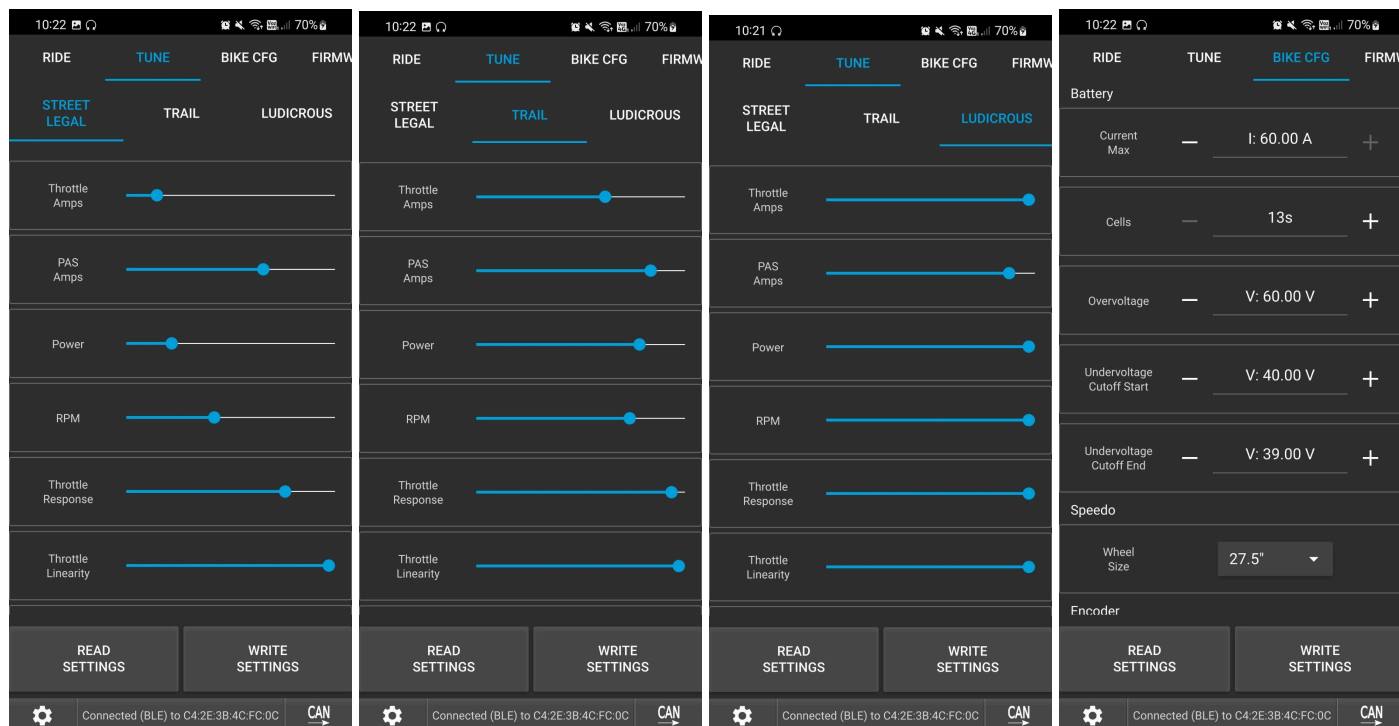 10:22
70%
RIDE TUNE BIKE CFG FIRMW
STREET
LEGAL
TRAIL LUDICROUS
Throttle
Amps
PAS
Amps
Power
RPM
Throttle
Response
Throttle
Linearity
READ
SETTINGS
WRITE
SETTINGS
Connected (BLE) to C4:2E:3B:4C:FC:0C
CAN
10:22
70%
RIDE TUNE BIKE CFG FIRMW
STREET
LEGAL
TRAIL LUDICROUS
Throttle
Amps
PAS
Amps
Power
RPM
Throttle
Response
Throttle
Linearity
READ
SETTINGS
WRITE
SETTINGS
Connected (BLE) to C4:2E:3B:4C:FC:0C
CAN
10:21
70%
RIDE TUNE BIKE CFG FIRMW
STREET
LEGAL
TRAIL LUDICROUS
Throttle
Amps
PAS
Amps
Power
RPM
Throttle
Response
Throttle
Linearity
READ
SETTINGS
WRITE
SETTINGS
Connected (BLE) to C4:2E:3B:4C:FC:0C
CAN
10:22
70%
RIDE TUNE BIKE CFG FIRMW
Battery
Current
Max
− I: 60.00 A +
Cells
− 13s +
Overvoltage
− V: 60.00 V +
Undervoltage
Cutoff Start
− V: 40.00 V +
Undervoltage
Cutoff End
− V: 39.00 V +
Speedo
Wheel
Size
27.5"
Encoder
READ
SETTINGS
WRITE
SETTINGS
Connected (BLE) to C4:2E:3B:4C:FC:0C
CAN